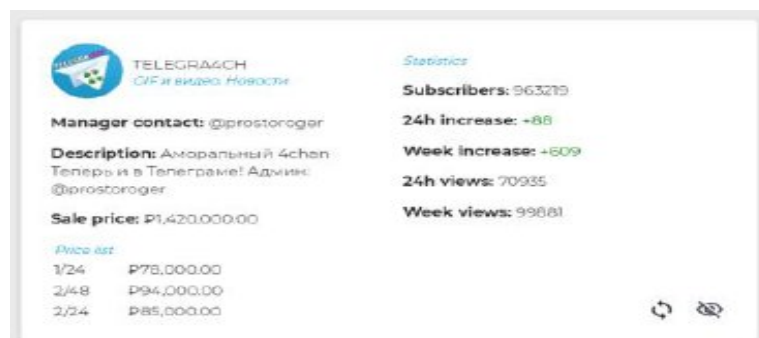 TELEGRA4CH
GIF и видео, Новости
Manager contact: @prostoroger
Description: Аморальный 4chan
Теперь и в Телеграме! Админ:
@prostoroger
Sale price: ₽1,420,000.00
Price list
1/24 ₽78,000.00
2/48 ₽94,000.00
2/24 ₽85,000.00
Statistics
Subscribers: 963219
24h increase: +88
Week increase: +609
24h views: 70935
Week views: 99881